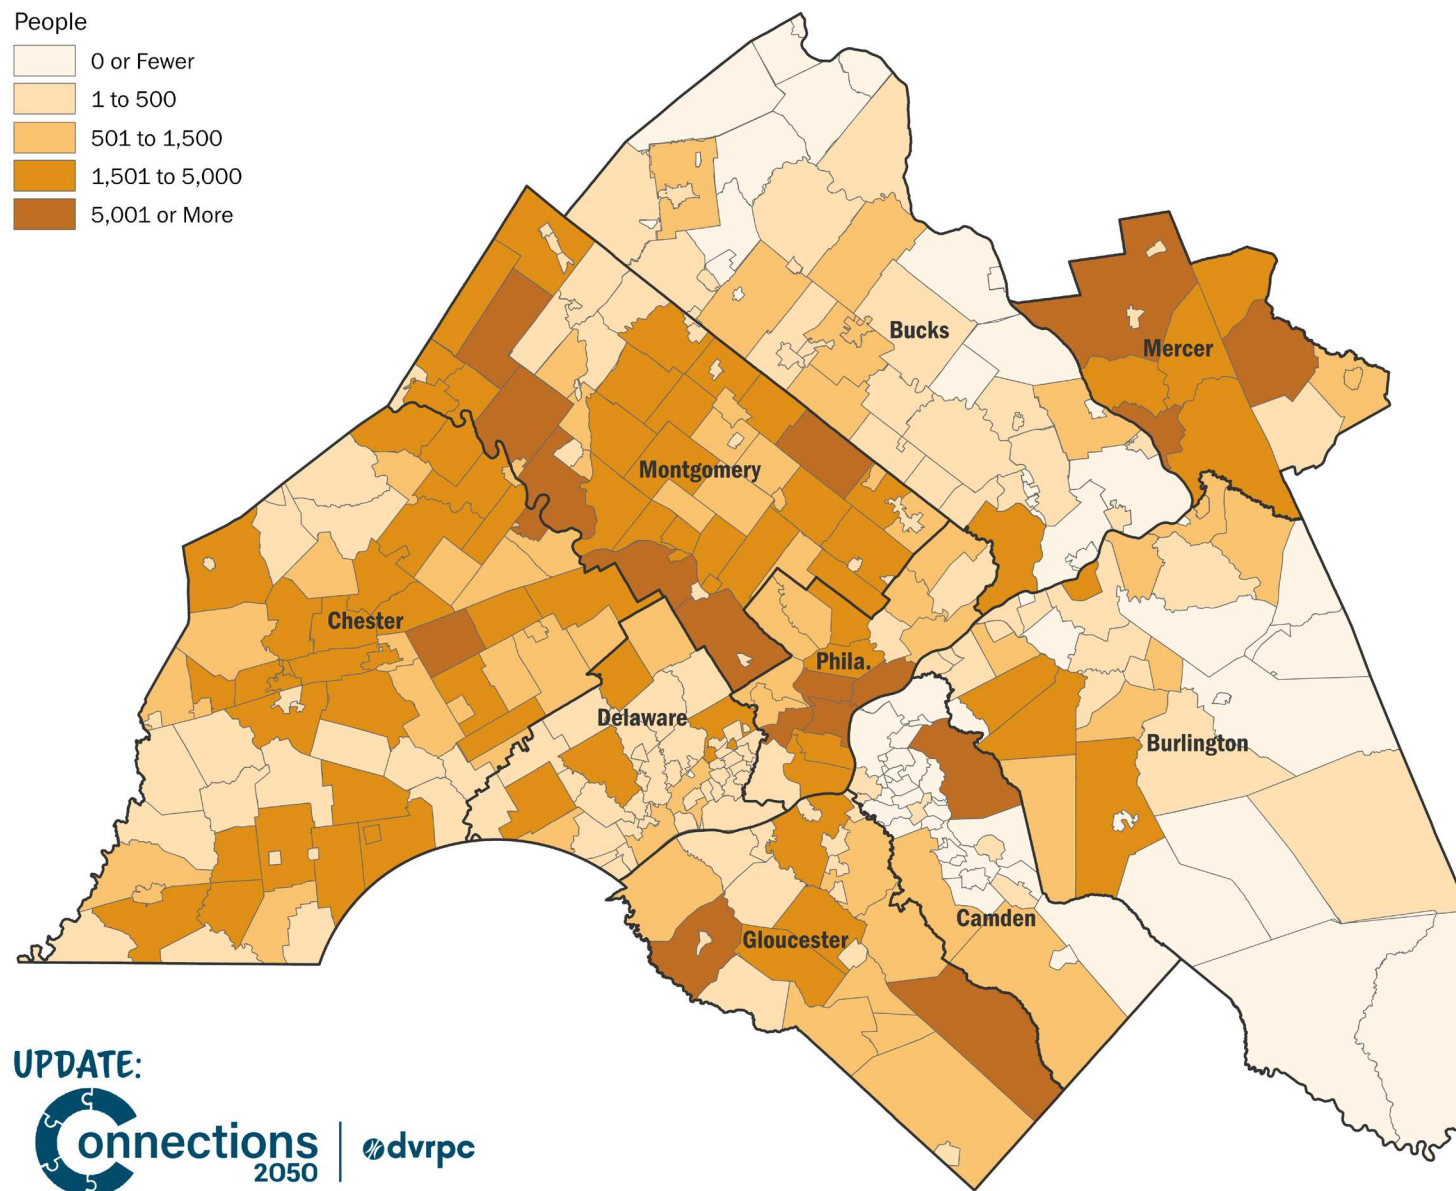 People
0 or Fewer
1 to 500
501 to 1,500
1,501 to 5,000
5,001 or More
Bucks
Mercer
Montgomery
Chester
Phila.
Delaware
Burlington
Camden
Gloucester
UPDATE:
Connections
2050
dvrpc